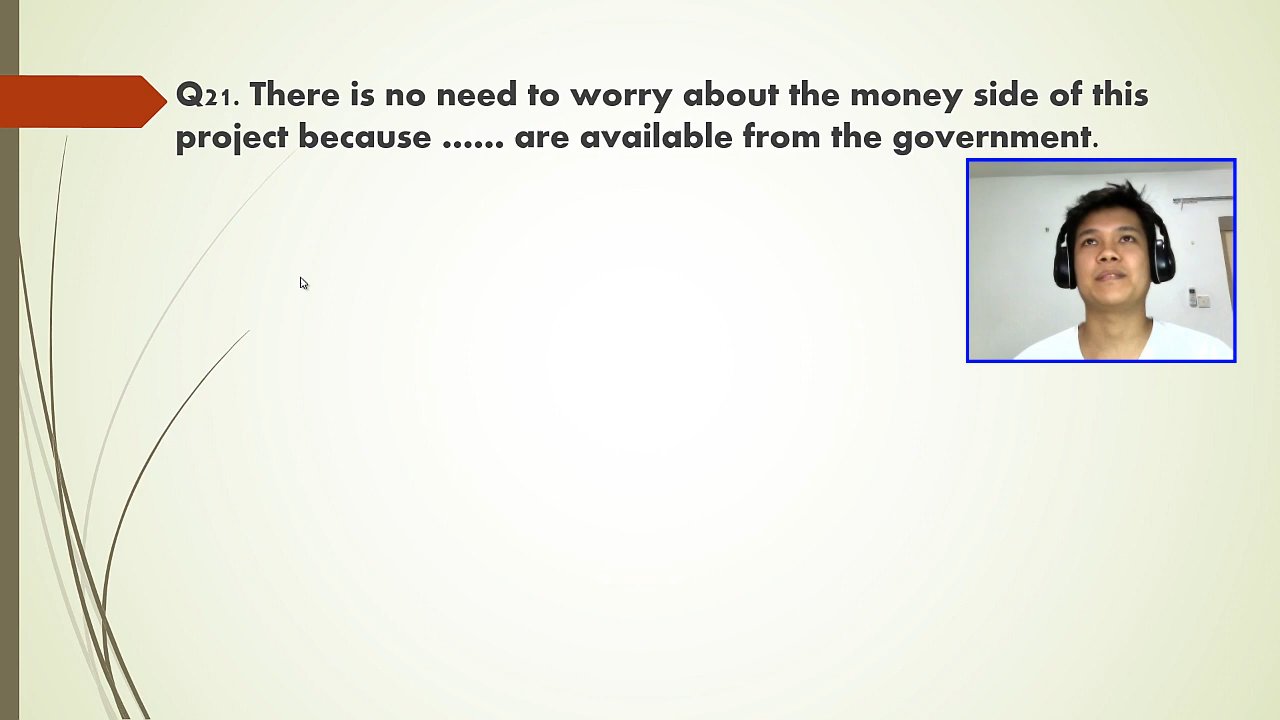 Q21. There is no need to worry about the money side of this
project because ...... are available from the government.